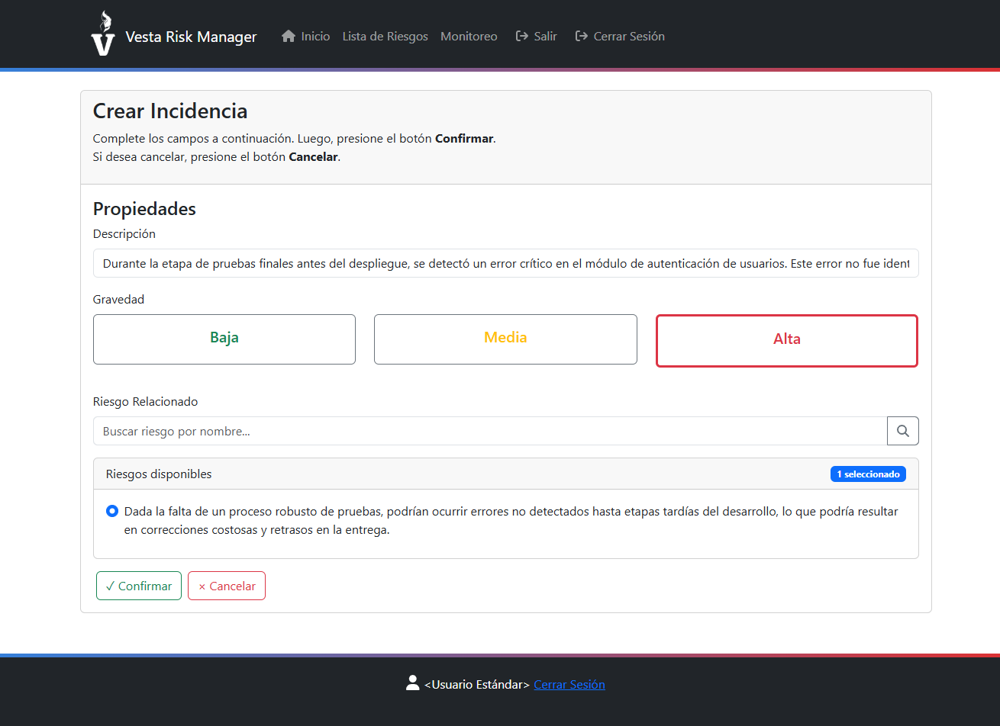 V Vesta Risk Manager Inicio Lista de Riesgos Monitoreo Salir Cerrar Sesión
Crear Incidencia
Complete los campos a continuación. Luego, presione el botón Confirmar.
Si desea cancelar, presione el botón Cancelar.
Propiedades
Descripción
Durante la etapa de pruebas finales antes del despliegue, se detectó un error crítico en el módulo de autenticación de usuarios. Este error no fue ident
Gravedad
Baja Media Alta
Riesgo Relacionado
Buscar riesgo por nombre...
Riesgos disponibles 1 seleccionado
Dada la falta de un proceso robusto de pruebas, podrían ocurrir errores no detectados hasta etapas tardías del desarrollo, lo que podría resultar
en correcciones costosas y retrasos en la entrega.
✓ Confirmar × Cancelar
<Usuario Estándar> Cerrar Sesión